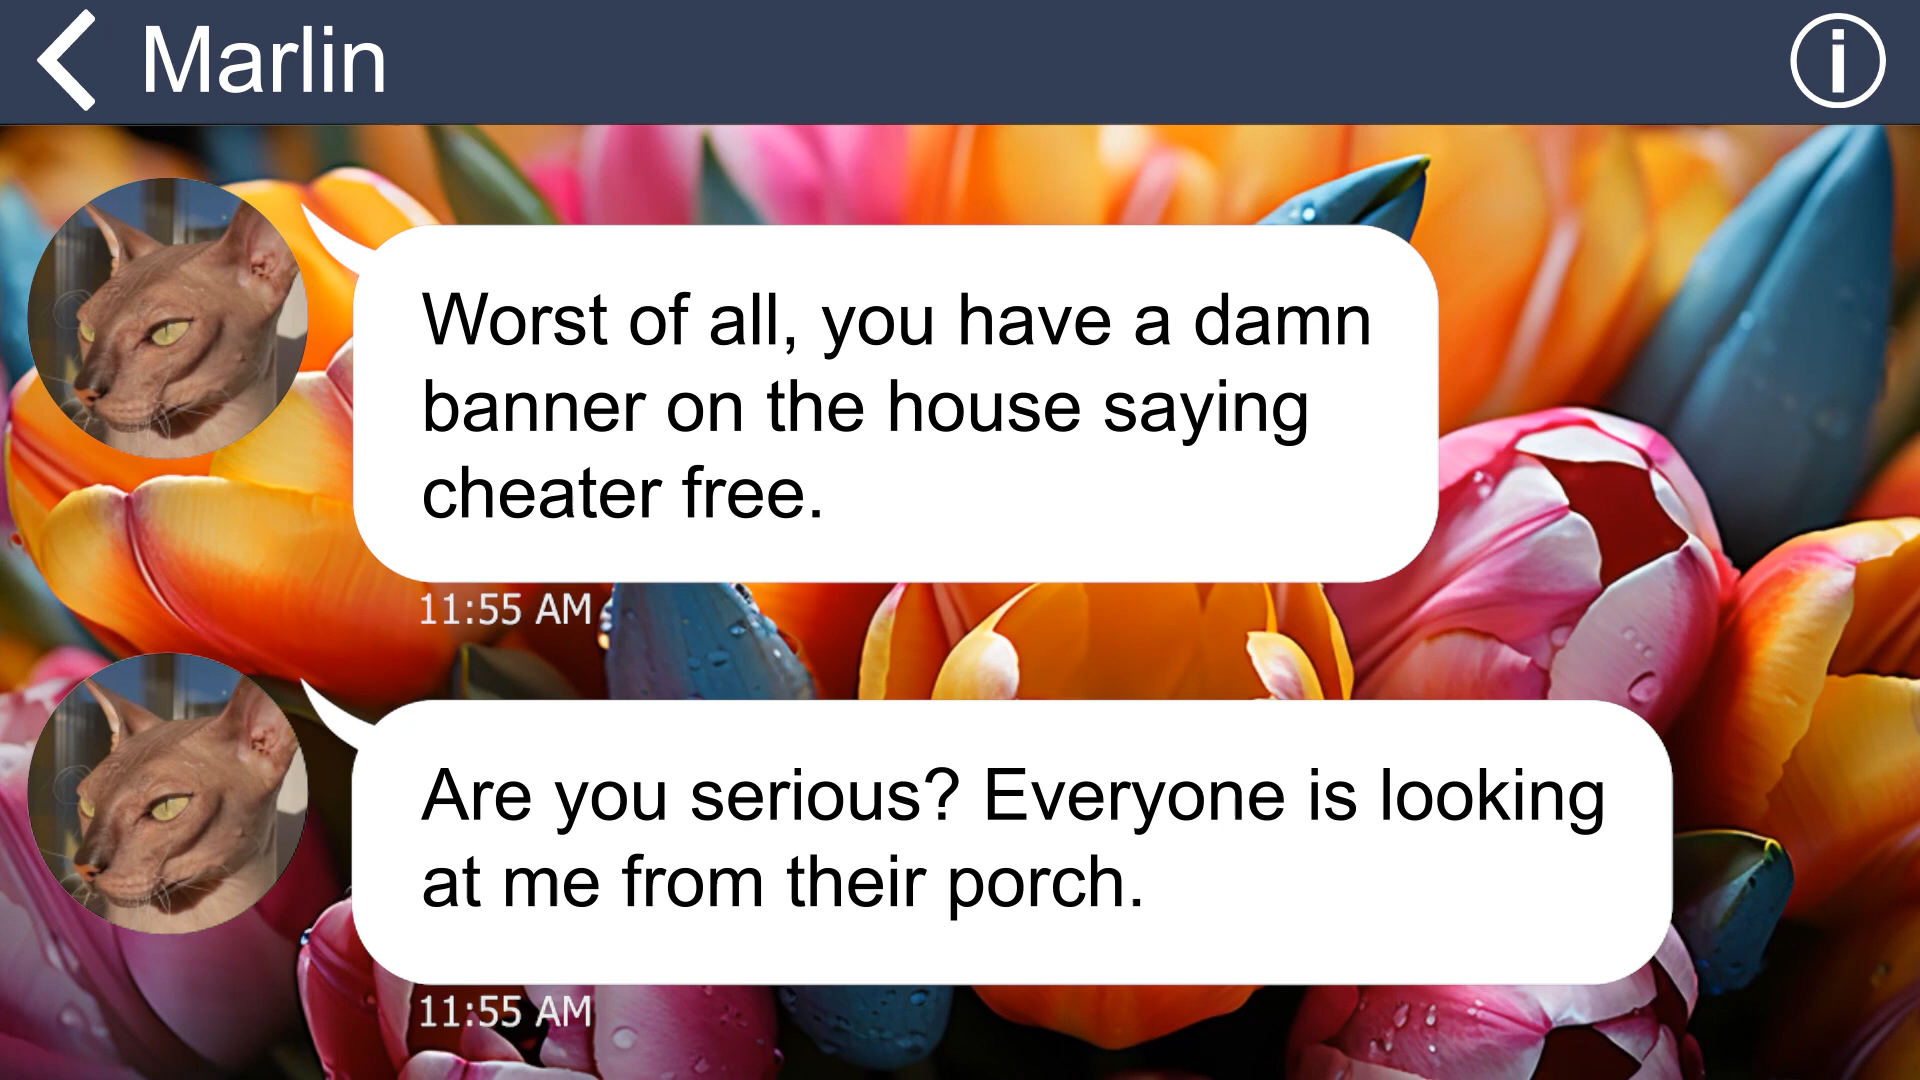 Marlin
Worst of all, you have a damn
banner on the house saying
cheater free.
11:55 AM
Are you serious? Everyone is looking
at me from their porch.
11:55 AM